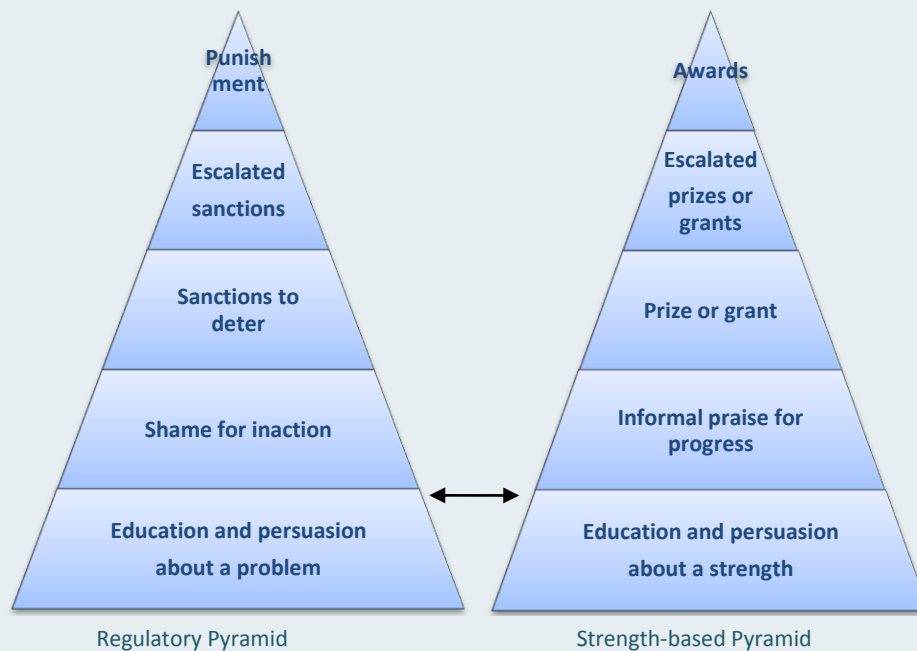 Punish
ment
Escalated
sanctions
Sanctions to
deter
Shame for inaction
Education and persuasion
about a problem
Regulatory Pyramid
Awards
Escalated
prizes or
grants
Prize or grant
Informal praise for
progress
Education and persuasion
about a strength
Strength-based Pyramid